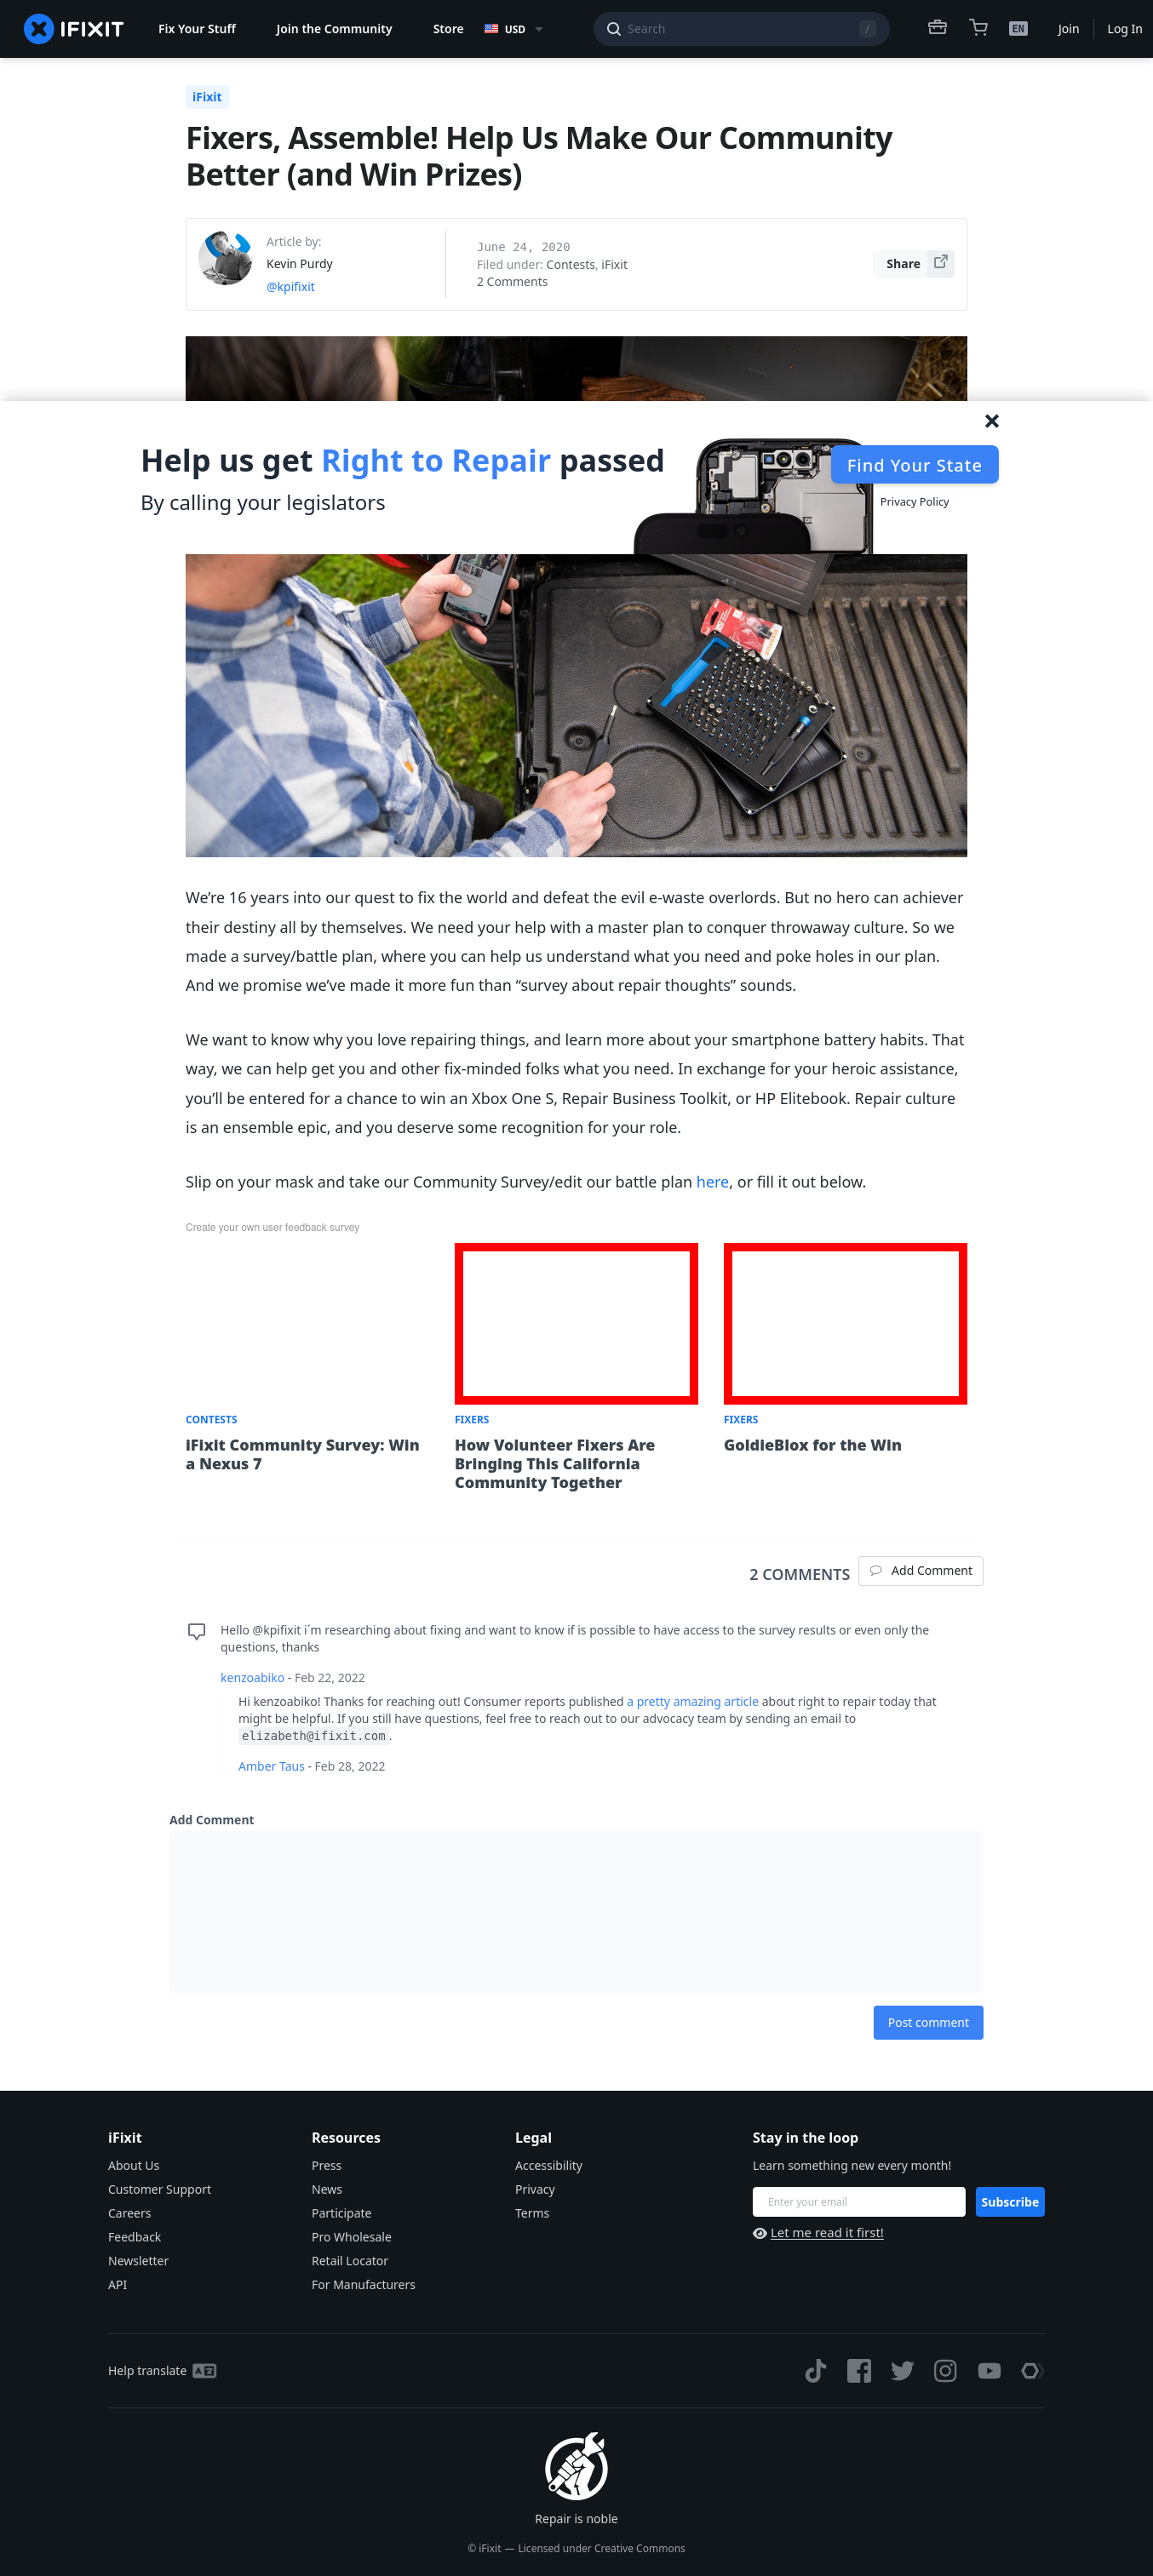 IFIXIT
Fix Your Stuff
Join the Community
Store
USD
Search
/
EN
Join
Log In
iFixit
Fixers, Assemble! Help Us Make Our Community
Better (and Win Prizes)
Article by:
Kevin Purdy
@kpifixit
June 24, 2020
Filed under: Contests, iFixit
2 Comments
Share
Help us get Right to Repair passed
By calling your legislators
Find Your State
Privacy Policy
We’re 16 years into our quest to fix the world and defeat the evil e-waste overlords. But no hero can achiever
their destiny all by themselves. We need your help with a master plan to conquer throwaway culture. So we
made a survey/battle plan, where you can help us understand what you need and poke holes in our plan.
And we promise we’ve made it more fun than “survey about repair thoughts” sounds.
We want to know why you love repairing things, and learn more about your smartphone battery habits. That
way, we can help get you and other fix-minded folks what you need. In exchange for your heroic assistance,
you’ll be entered for a chance to win an Xbox One S, Repair Business Toolkit, or HP Elitebook. Repair culture
is an ensemble epic, and you deserve some recognition for your role.
Slip on your mask and take our Community Survey/edit our battle plan here, or fill it out below.
Create your own user feedback survey
CONTESTS
iFixit Community Survey: Win
a Nexus 7
FIXERS
How Volunteer Fixers Are
Bringing This California
Community Together
FIXERS
GoldieBlox for the Win
2 COMMENTS
Add Comment
Hello @kpifixit i´m researching about fixing and want to know if is possible to have access to the survey results or even only the
questions, thanks
kenzoabiko - Feb 22, 2022
Hi kenzoabiko! Thanks for reaching out! Consumer reports published a pretty amazing article about right to repair today that
might be helpful. If you still have questions, feel free to reach out to our advocacy team by sending an email to
elizabeth@ifixit.com.
Amber Taus - Feb 28, 2022
Add Comment
Post comment
iFixit
About Us
Customer Support
Careers
Feedback
Newsletter
API
Resources
Press
News
Participate
Pro Wholesale
Retail Locator
For Manufacturers
Legal
Accessibility
Privacy
Terms
Stay in the loop
Learn something new every month!
Enter your email
Subscribe
Let me read it first!
Help translate
Repair is noble
© iFixit — Licensed under Creative Commons